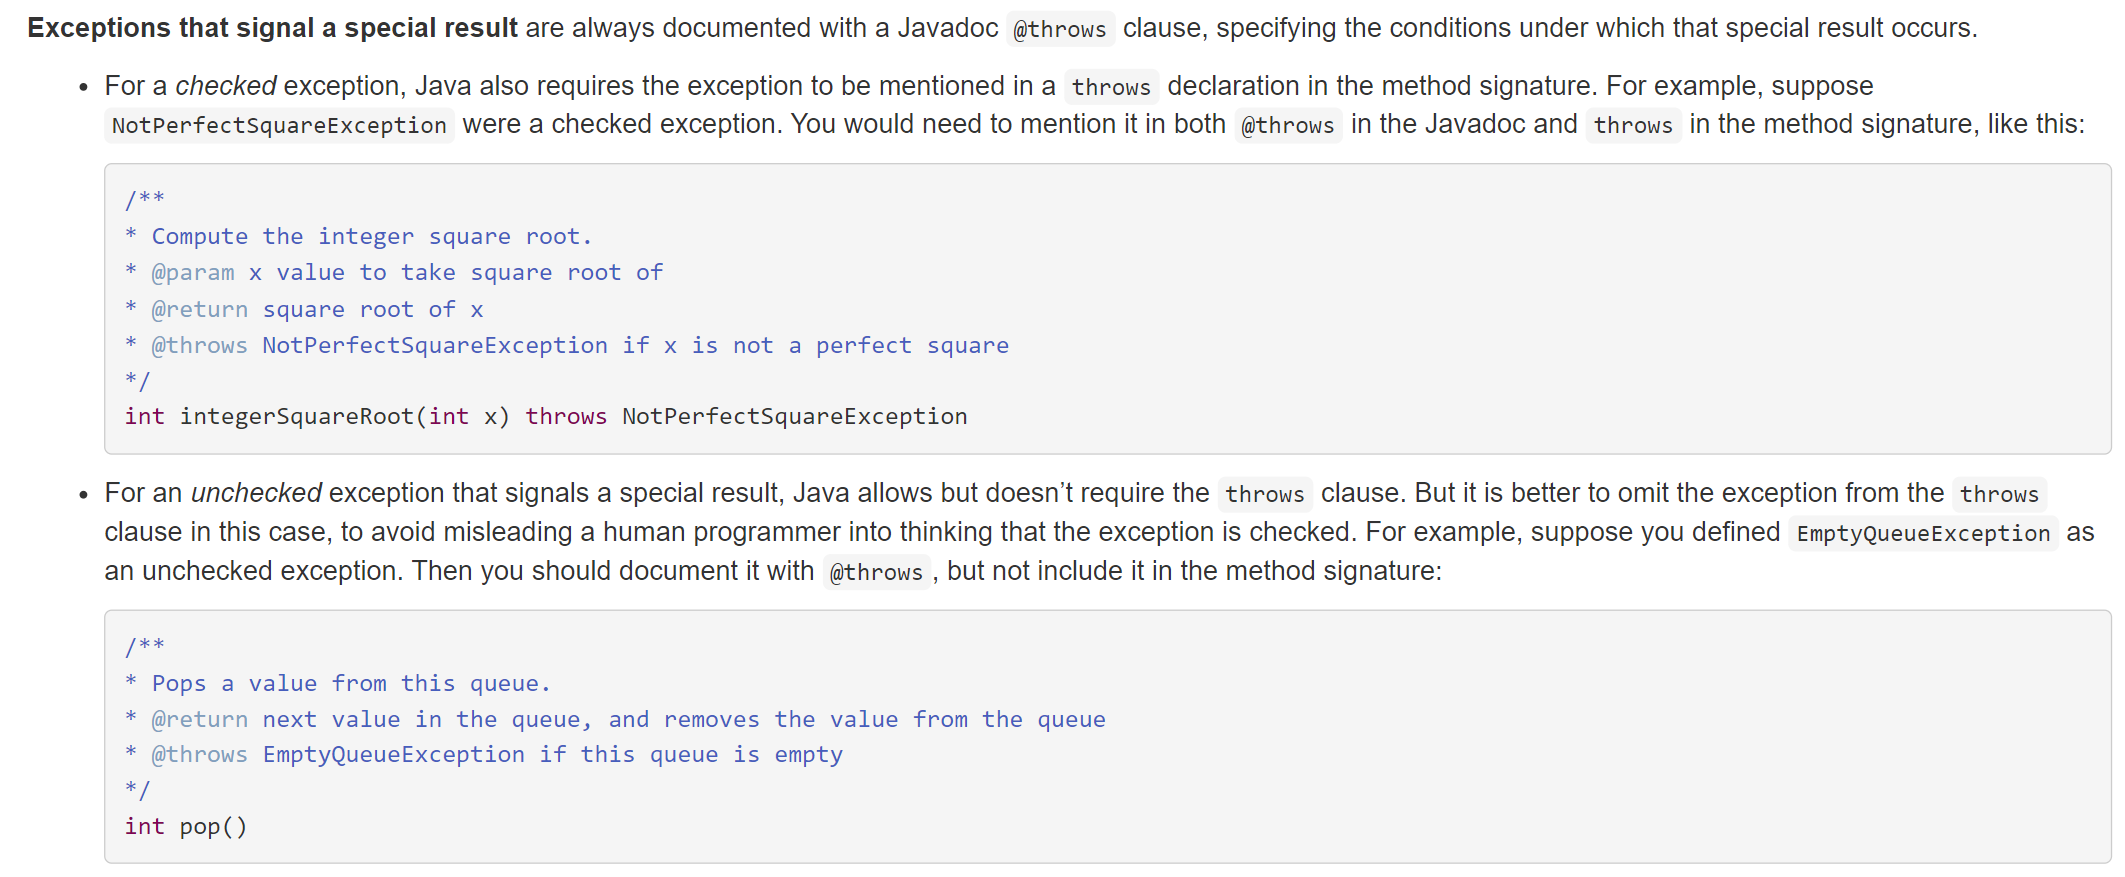 Exceptions that signal a special result are always documented with a Javadoc @throws clause, specifying the conditions under which that special result occurs.
• For a checked exception, Java also requires the exception to be mentioned in a throws declaration in the method signature. For example, suppose
NotPerfectSquareException were a checked exception. You would need to mention it in both @throws in the Javadoc and throws in the method signature, like this:
/**
* Compute the integer square root.
* @param x value to take square root of
* @return square root of x
* @throws NotPerfectSquareException if x is not a perfect square
*/
int integerSquareRoot(int x) throws NotPerfectSquareException
• For an unchecked exception that signals a special result, Java allows but doesn’t require the throws clause. But it is better to omit the exception from the throws
clause in this case, to avoid misleading a human programmer into thinking that the exception is checked. For example, suppose you defined EmptyQueueException as
an unchecked exception. Then you should document it with @throws , but not include it in the method signature:
/**
* Pops a value from this queue.
* @return next value in the queue, and removes the value from the queue
* @throws EmptyQueueException if this queue is empty
*/
int pop()